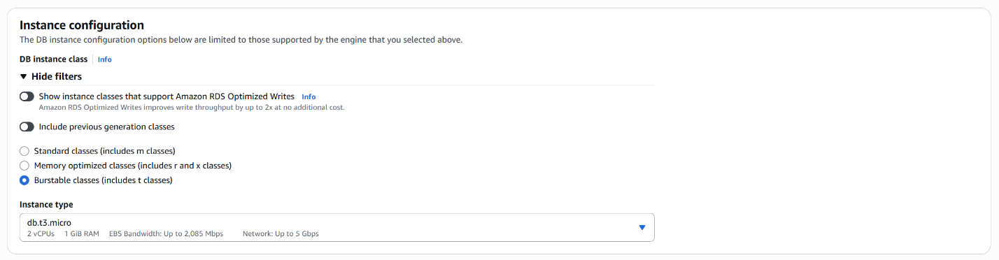 Instance configuration
The DB instance configuration options below are limited to those supported by the engine that you selected above.
DB instance class Info
Hide filters
Show instance classes that support Amazon RDS Optimized Writes Info
Amazon RDS Optimized Writes improves write throughput by up to 2x at no additional cost.
Include previous generation classes
Standard classes (includes m classes)
Memory optimized classes (includes r and x classes)
Burstable classes (includes t classes)
Instance type
db.t3.micro
2 vCPUs 1 GiB RAM EBS Bandwidth: Up to 2,085 Mbps Network: Up to 5 Gbps